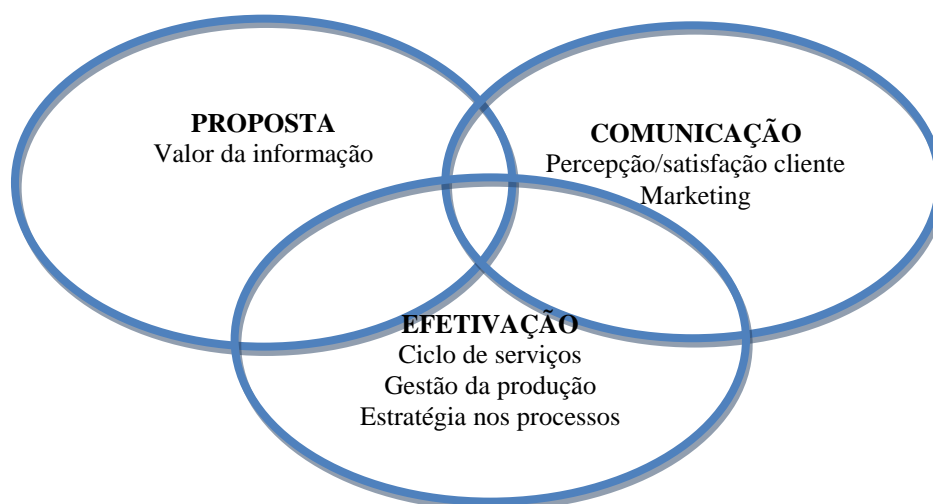 PROPOSTA
Valor da informação
COMUNICAÇÃO
Percepção/satisfação cliente
Marketing
EFETIVAÇÃO
Ciclo de serviços
Gestão da produção
Estratégia nos processos